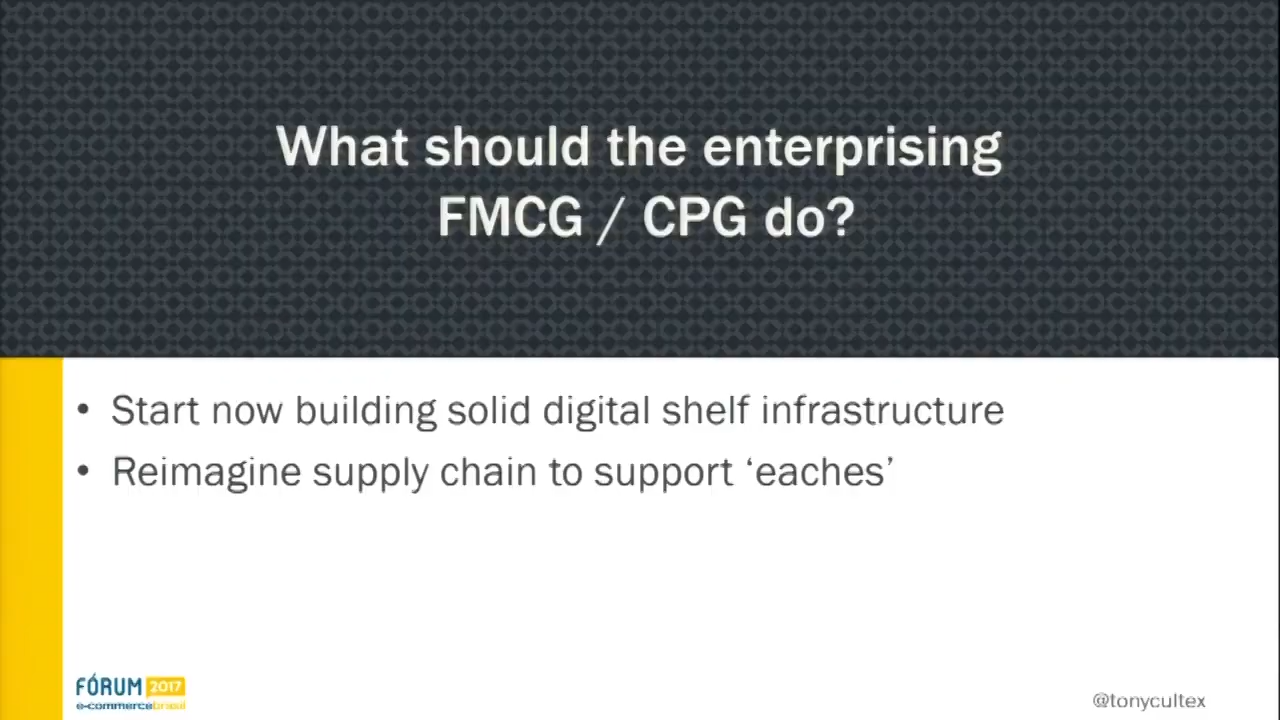 What should the enterprising
FMCG / CPG do?
• Start now building solid digital shelf infrastructure
• Reimagine supply chain to support ‘eaches’
FÓRUM 2017
e-commercebrasil
@tonycultex